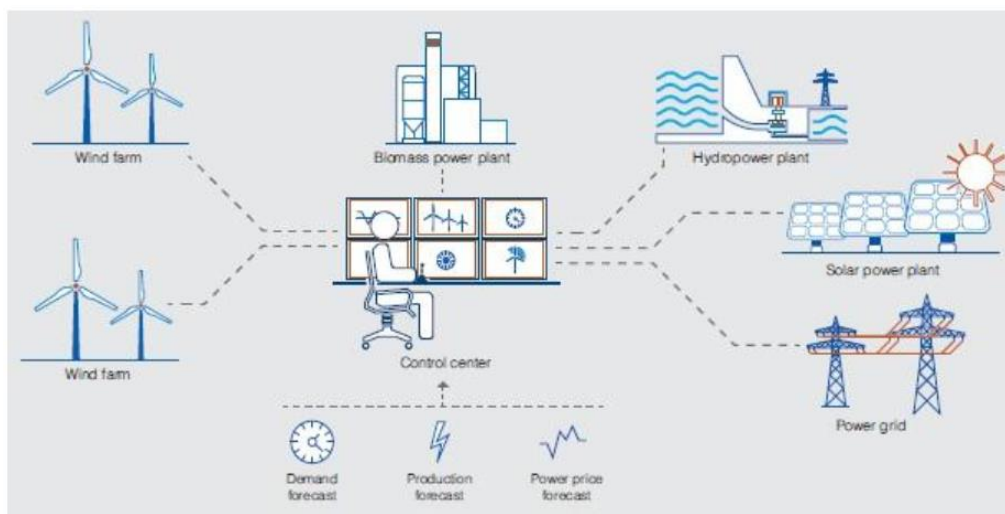 Wind farm
Biomass power plant
Hydropower plant
Solar power plant
Wind farm
Control center
Power grid
Demand
forecast
Production
forecast
Power price
forecast